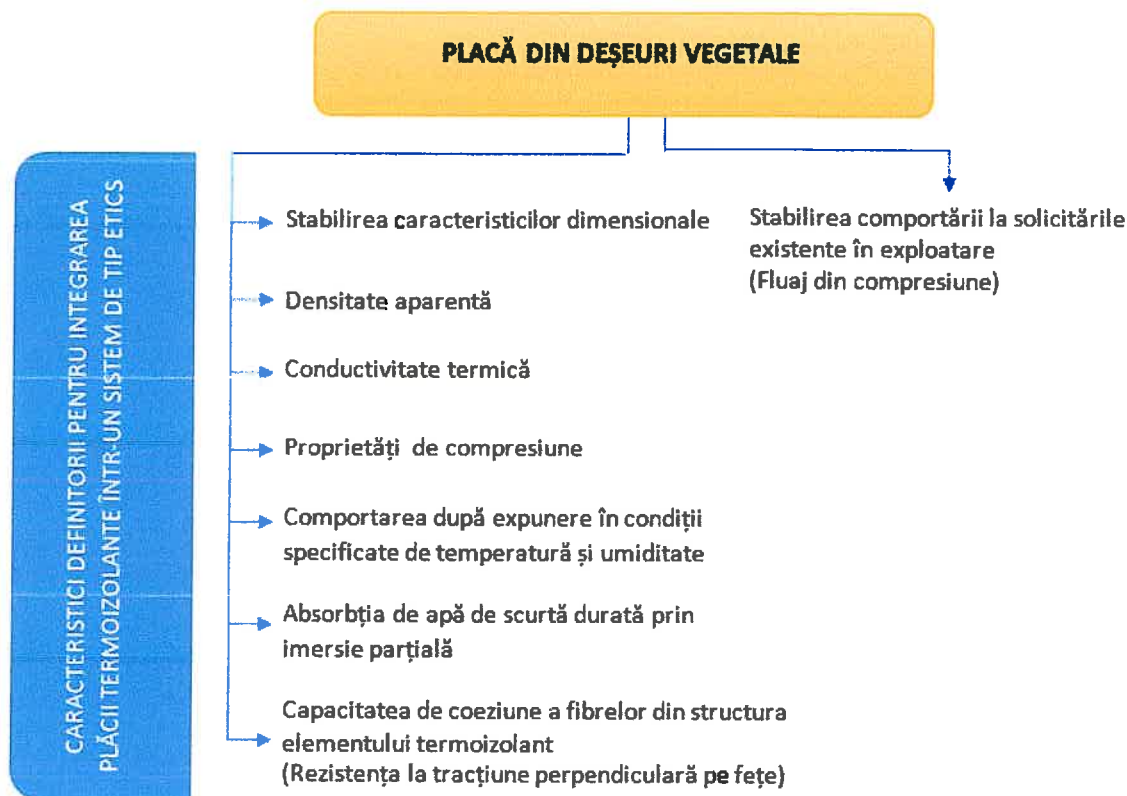 PLACĂ DIN DEȘEURI VEGETALE
CARACTERISTICI DEFINITORII PENTRU INTEGRAREA
PLĂCII TERMOIZOLANTE ÎNTR-UN SISTEM DE TIP ETICS
Stabilirea caracteristicilor dimensionale
Densitate aparentă
Conductivitate termică
Proprietăți de compresiune
Comportarea după expunere în condiții
specificate de temperatură și umiditate
Absorbția de apă de scurtă durată prin
imersie parțială
Capacitatea de coeziune a fibrelor din structura
elementului termoizolant
(Rezistența la tracțiune perpendiculară pe fețe)
Stabilirea comportării la solicitările
existente în exploatare
(Fluaj din compresiune)